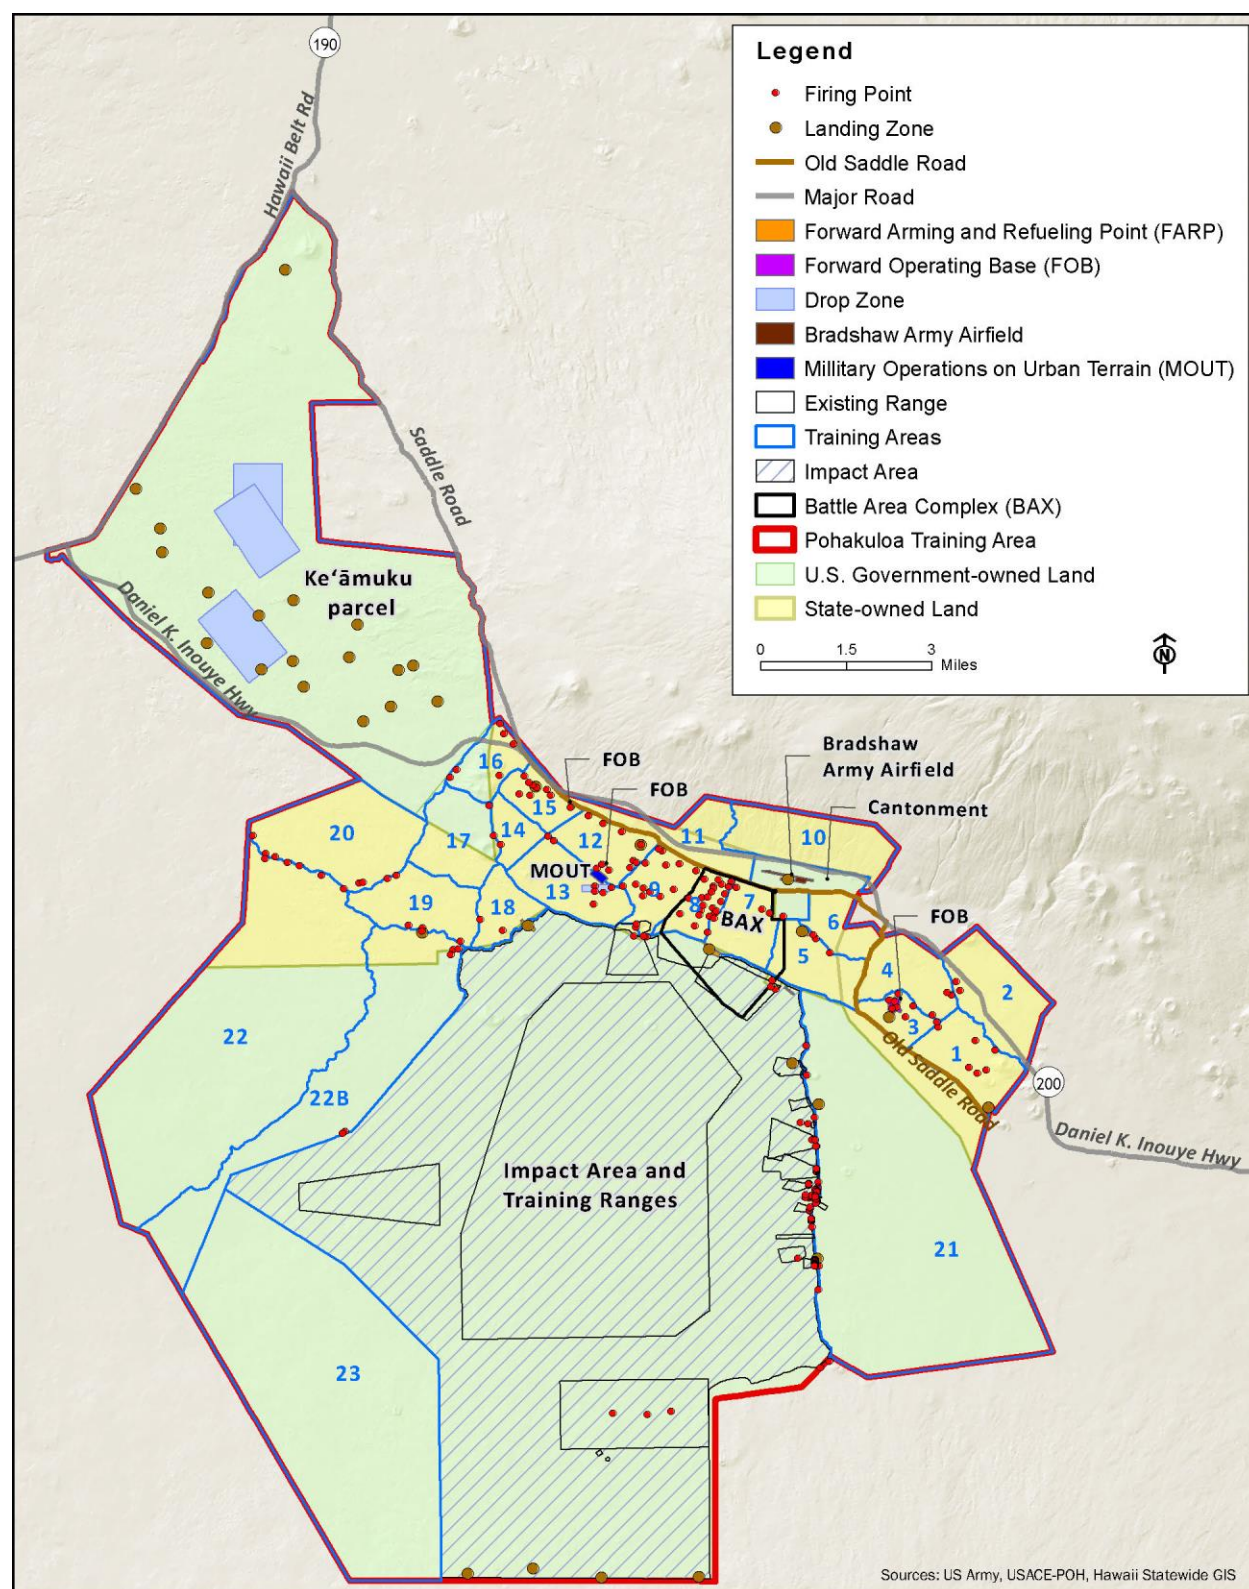 190
Hawaii Belt Rd
Legend
Firing Point
Landing Zone
Old Saddle Road
Major Road
Forward Arming and Refueling Point (FARP)
Forward Operating Base (FOB)
Drop Zone
Bradshaw Army Airfield
Millitary Operations on Urban Terrain (MOUT)
Existing Range
Training Areas
Impact Area
Battle Area Complex (BAX)
Pohakuloa Training Area
U.S. Government-owned Land
State-owned Land
0 1.5 3
Miles
N
Saddle Road
Keʻāmuku
parcel
Daniel K. Inouye Hwy
Bradshaw
Army Airfield
Cantonment
FOB
FOB
FOB
16
15
14
12
11
10
20
17
MOUT
13
9
8
7
BAX
6
5
19
18
4
2
3
1
22
22B
Old Saddle Road
200
Daniel K. Inouye Hwy
Impact Area and
Training Ranges
21
23
Sources: US Army, USACE-POH, Hawaii Statewide GIS